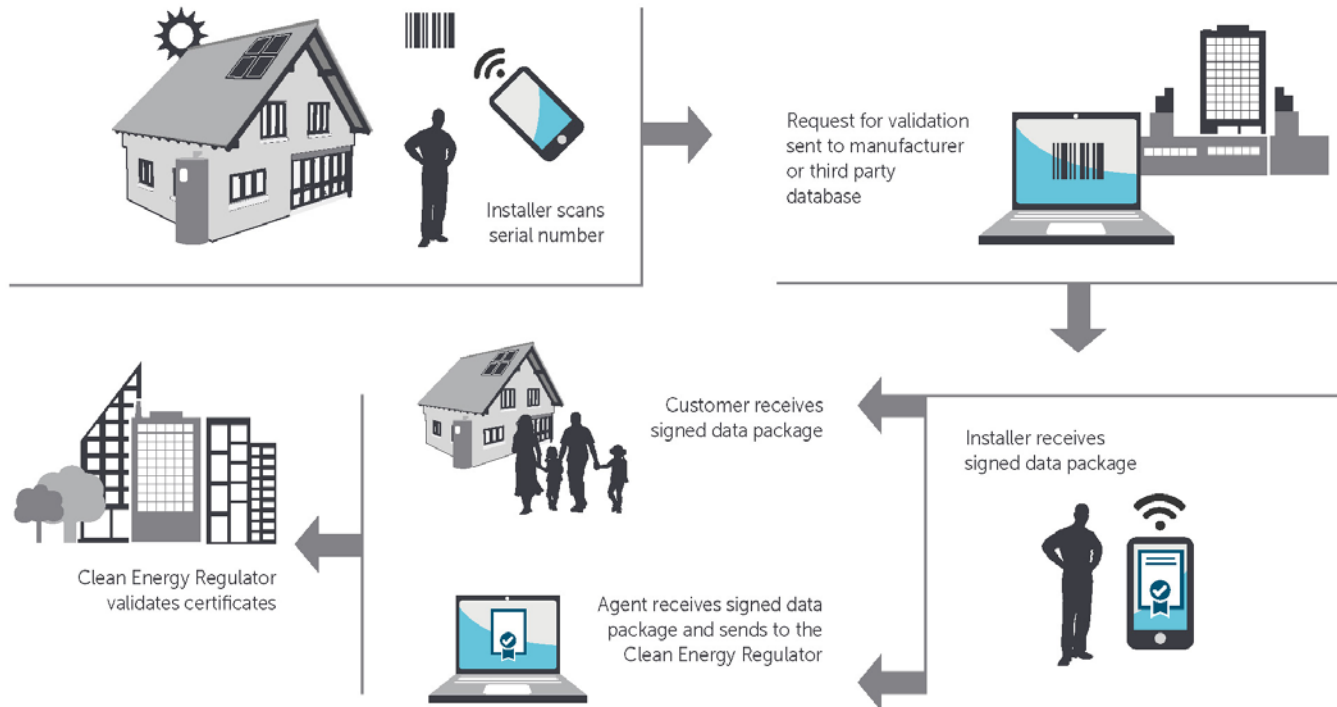 Installer scans
serial number
Request for validation
sent to manufacturer
or third party
database
Customer receives
signed data package
Installer receives
signed data package
Clean Energy Regulator
validates certificates
Agent receives signed data
package and sends to the
Clean Energy Regulator